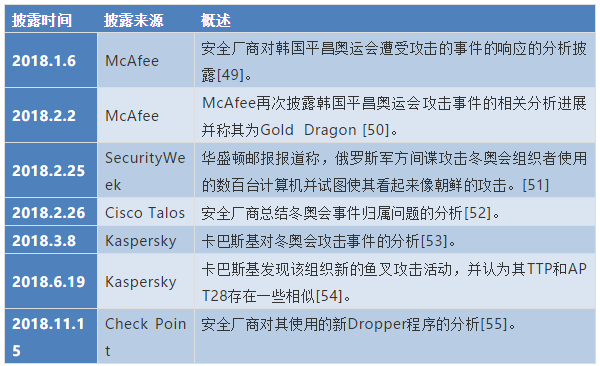 披露时间 披露来源 概述
2018.1.6 McAfee 安全厂商对韩国平昌奥运会遭受攻击的事件的响应的分析披
露[49]。
2018.2.2 McAfee McAfee再次披露韩国平昌奥运会攻击事件的相关分析进展
并称其为Gold Dragon [50]。
2018.2.25 SecurityWe
ek 华盛顿邮报报道称，俄罗斯军方间谍攻击冬奥会组织者使用
的数百台计算机并试图使其看起来像朝鲜的攻击。[51]
2018.2.26 Cisco Talos 安全厂商总结冬奥会事件归属问题的分析[52]。
2018.3.8 Kaspersky 卡巴斯基对冬奥会攻击事件的分析[53]。
2018.6.19 Kaspersky 卡巴斯基发现该组织新的鱼叉攻击活动，并认为其TTP和AP
T28存在一些相似[54]。
2018.11.1
5 Check Poin
t 安全厂商对其使用的新Dropper程序的分析[55]。